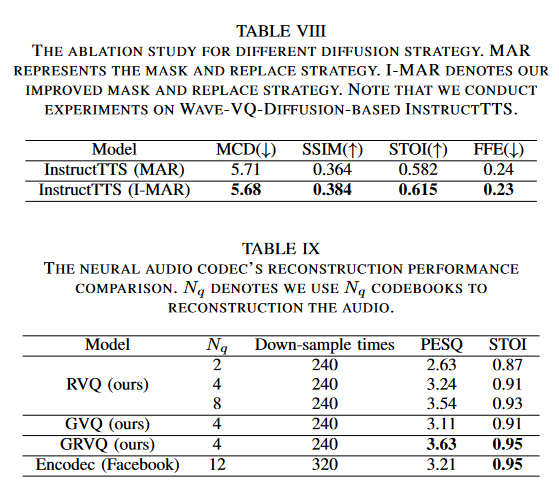 TABLE VIII
THE ABLATION STUDY FOR DIFFERENT DIFFUSION STRATEGY. MAR
REPRESENTS THE MASK AND REPLACE STRATEGY. I-MAR DENOTES OUR
IMPROVED MASK AND REPLACE STRATEGY. NOTE THAT WE CONDUCT
EXPERIMENTS ON WAVE-VQ-DIFFUSION-BASED INSTRUCTTTS.
Model MCD(↓) SSIM(↑) STOI(↑) FFE(↓)
InstructTTS (MAR) 5.71 0.364 0.582 0.24
InstructTTS (I-MAR) 5.68 0.384 0.615 0.23
TABLE IX
THE NEURAL AUDIO CODEC'S RECONSTRUCTION PERFORMANCE
COMPARISON. Nq DENOTES WE USE Nq CODEBOOKS TO
RECONSTRUCTION THE AUDIO.
Model Nq Down-sample times PESQ STOI
2 240 2.63 0.87
RVQ (ours) 4 240 3.24 0.91
8 240 3.54 0.93
GVQ (ours) 4 240 3.11 0.91
GRVQ (ours) 4 240 3.63 0.95
Encodec (Facebook) 12 320 3.21 0.95